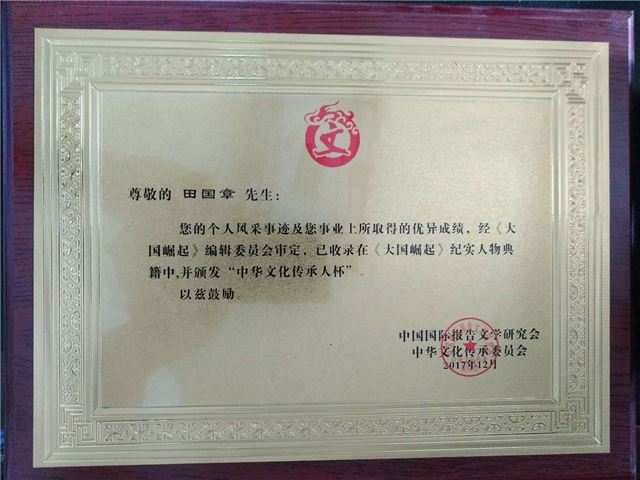 尊敬的 田国章 先生：
您的个人风采事迹及您事业上所取得的优异成绩，经《大
国崛起》编辑委员会审定，已收录在《大国崛起》纪实人物典
籍中，并颁发“中华文化传承人杯”。
以兹鼓励。
中国国际报告文学研究会
中华文化传承委员会
2017年12月